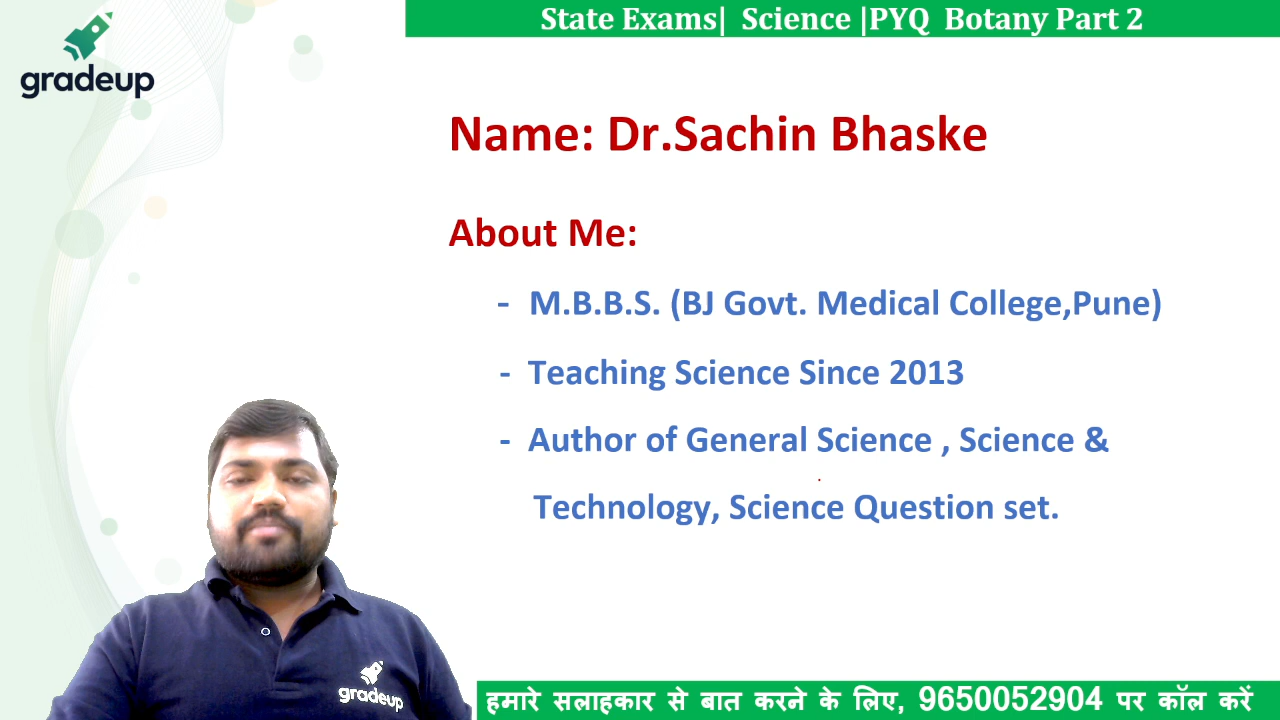 State Exams| Science |PYQ Botany Part 2
gradeup
Name: Dr.Sachin Bhaske
About Me:
- M.B.B.S. (BJ Govt. Medical College,Pune)
- Teaching Science Since 2013
- Author of General Science , Science &
Technology, Science Question set.
gradeup
हमारे सलाहकार से बात करने के लिए, 9650052904 पर कॉल करें